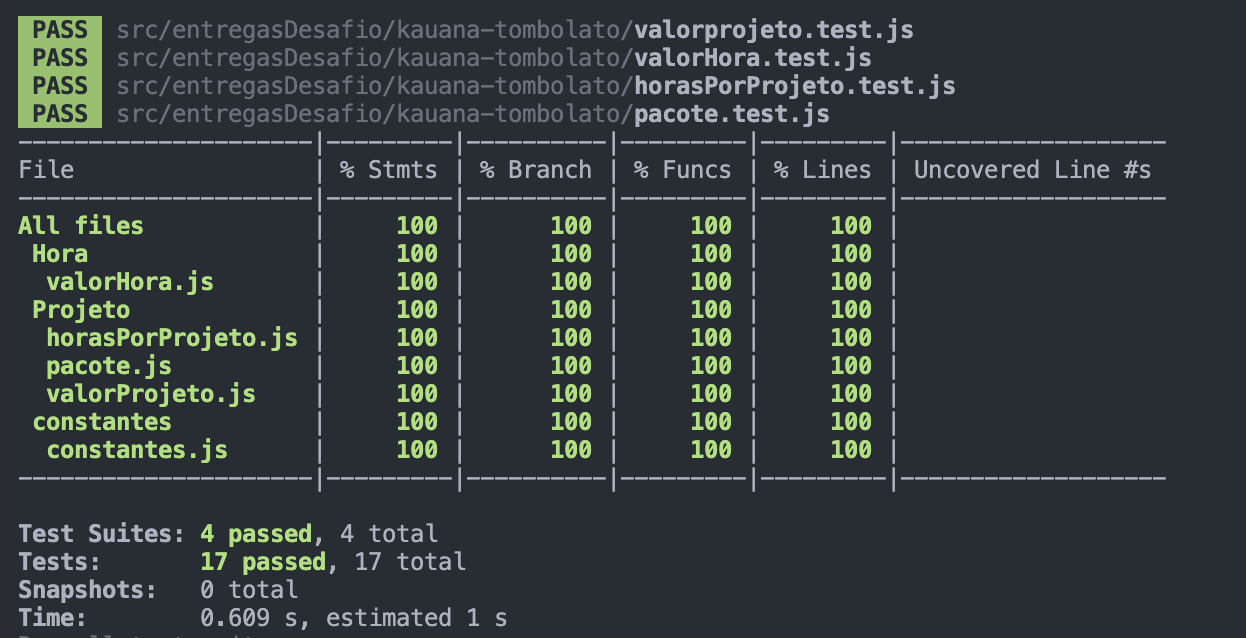 PASS src/entregasDesafio/kauana-tombolato/valorprojeto.test.js
PASS src/entregasDesafio/kauana-tombolato/valorHora.test.js
PASS src/entregasDesafio/kauana-tombolato/horasPorProjeto.test.js
PASS src/entregasDesafio/kauana-tombolato/pacote.test.js
File | % Stmts | % Branch | % Funcs | % Lines | Uncovered Line #s
All files | 100 | 100 | 100 | 100 |
Hora | 100 | 100 | 100 | 100 |
valorHora.js | 100 | 100 | 100 | 100 |
Projeto | 100 | 100 | 100 | 100 |
horasPorProjeto.js | 100 | 100 | 100 | 100 |
pacote.js | 100 | 100 | 100 | 100 |
valorProjeto.js | 100 | 100 | 100 | 100 |
constantes | 100 | 100 | 100 | 100 |
constantes.js | 100 | 100 | 100 | 100 |
Test Suites: 4 passed, 4 total
Tests: 17 passed, 17 total
Snapshots: 0 total
Time: 0.609 s, estimated 1 s